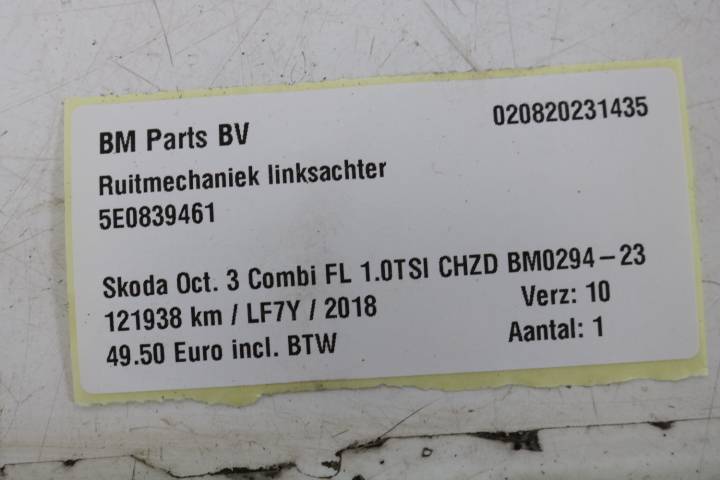 BM Parts BV 020820231435
Ruitmechaniek linksachter
5E0839461
Skoda Oct. 3 Combi FL 1.0TSI CHZD BM0294-23
121938 km / LF7Y / 2018 Verz: 10
49.50 Euro incl. BTW Aantal: 1